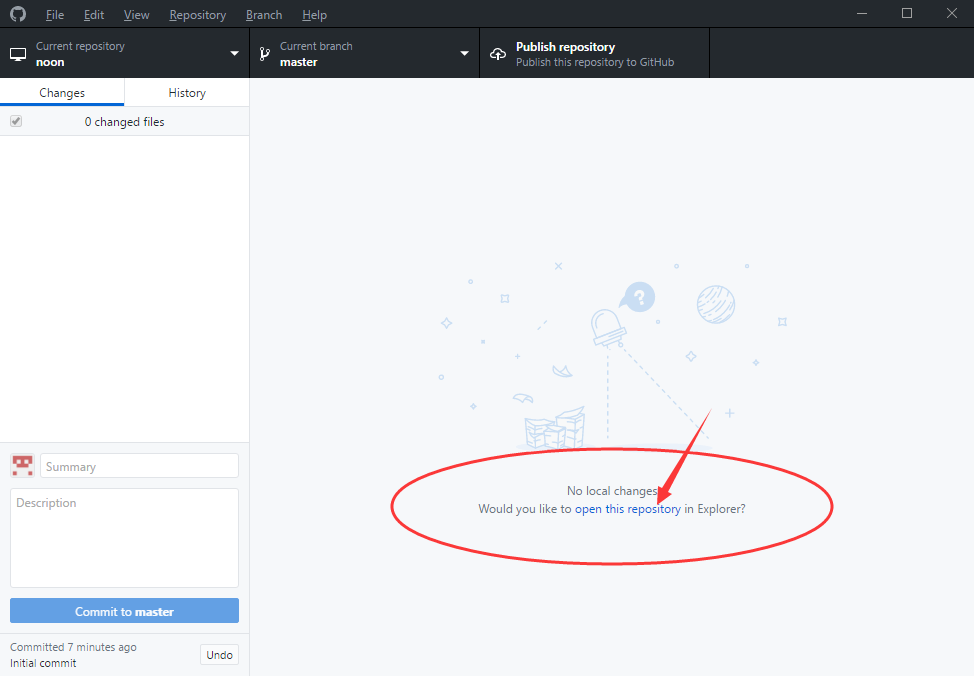 File Edit View Repository Branch Help
Current repository
noon
Current branch
master
Publish repository
Publish this repository to GitHub
Changes
History
0 changed files
?
No local changes
Would you like to open this repository in Explorer?
Summary
Description
Commit to master
Committed 7 minutes ago
Initial commit
Undo